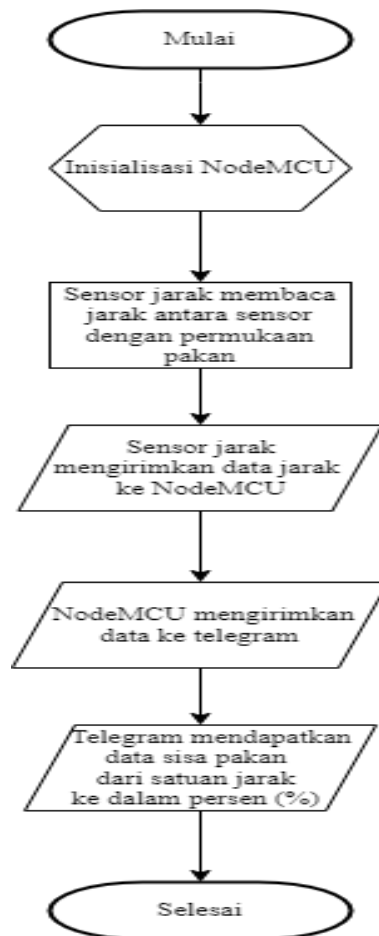 Mulai
Inisialisasi NodeMCU
Sensor jarak membaca
jarak antara sensor
dengan permukaan
pakan
Sensor jarak
mengirimkan data jarak
ke NodeMCU
NodeMCU mengirimkan
data ke telegram
Telegram mendapatkan
data sisa pakan
dari satuan jarak
ke dalam persen (%)
Selesai